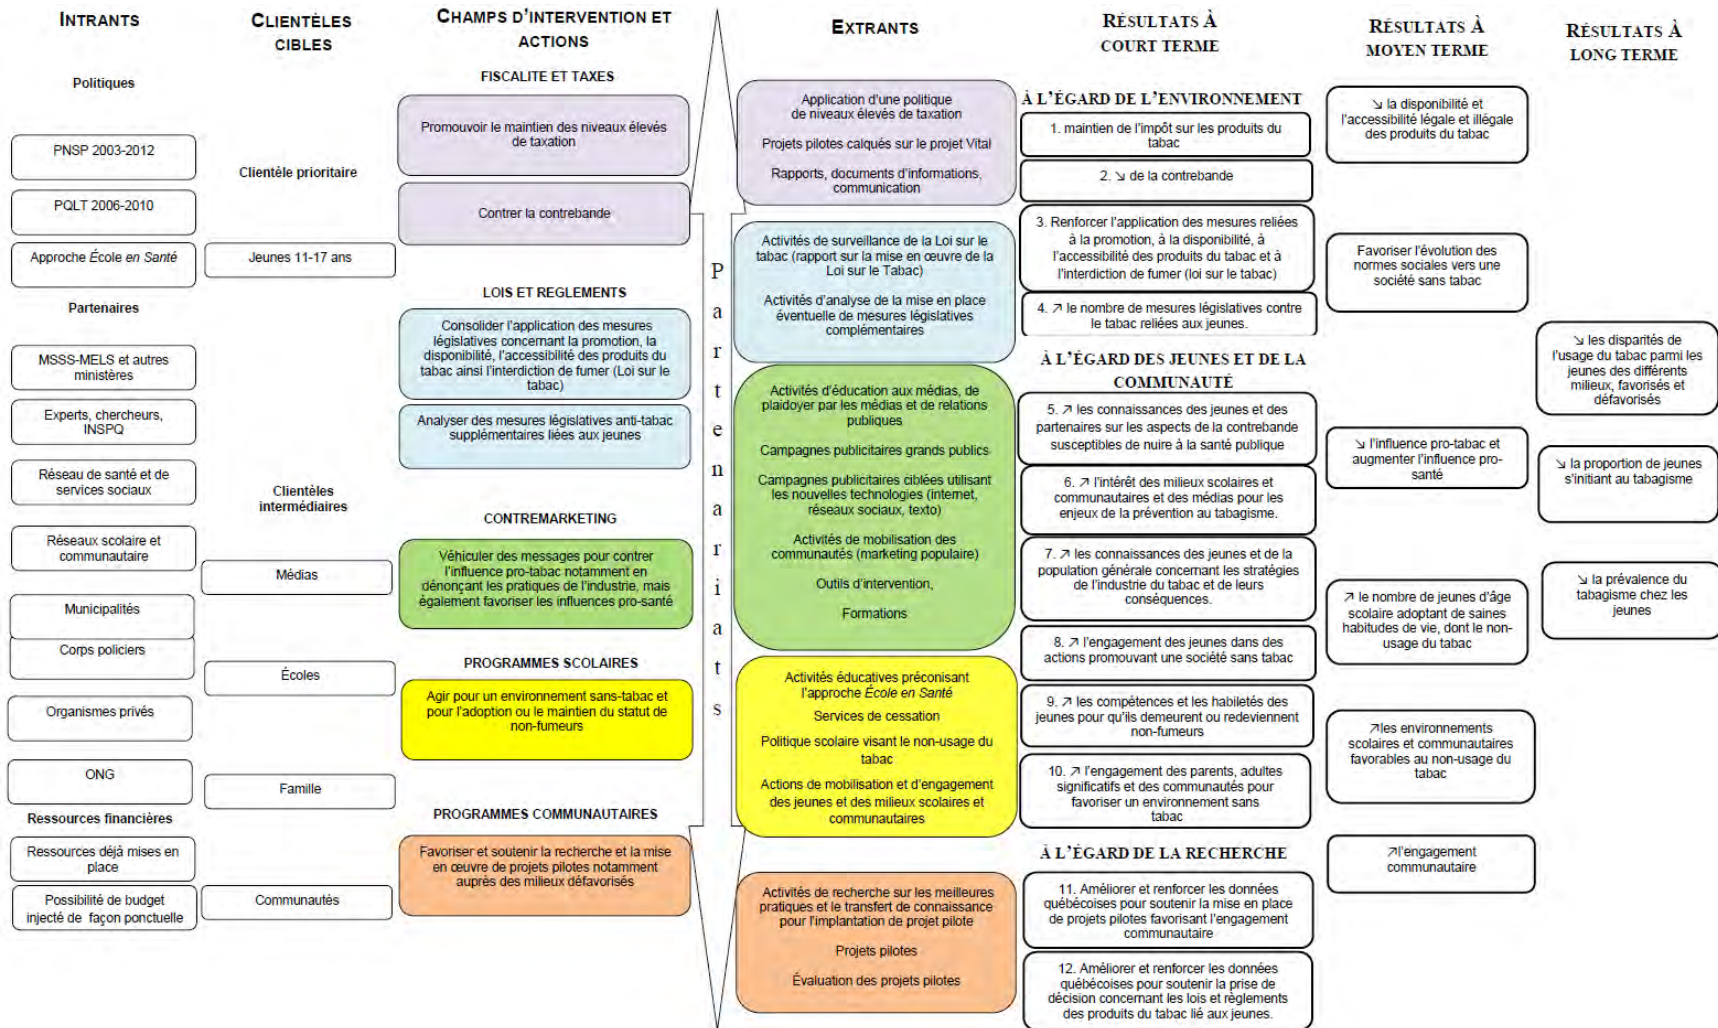 INTRANTS
Politiques
PNSP 2003-2012
PQLT 2006-2010
Approche École en Santé
Partenaires
MSSS-MELS et autres
ministères
Experts, chercheurs,
INSPQ
Réseau de santé et de
services sociaux
Réseaux scolaire et
communautaire
Municipalités
Corps policiers
Organismes privés
ONG
Ressources financières
Ressources déjà mises en
place
Possibilité de budget
injecté de façon ponctuelle
CLIENTÈLES
CIBLES
Clientèle prioritaire
Jeunes 11-17 ans
Clientèles
intermédiaires
Médias
Écoles
Famille
Communautés
CHAMPS D'INTERVENTION ET
ACTIONS
FISCALITE ET TAXES
Promouvoir le maintien des niveaux élevés
de taxation
Contrer la contrebande
LOIS ET REGLEMENTS
Consolider l'application des mesures
législatives concernant la promotion, la
disponibilité, l'accessibilité des produits du
tabac ainsi l'interdiction de fumer (Loi sur le
tabac)
Analyser des mesures législatives anti-tabac
supplémentaires liées aux jeunes
CONTREMARKETING
Véhiculer des messages pour contrer
l'influence pro-tabac notamment en
dénonçant les pratiques de l'industrie, mais
également favoriser les influences pro-santé
PROGRAMMES SCOLAIRES
Agir pour un environnement sans-tabac et
pour l'adoption ou le maintien du statut de
non-fumeurs
PROGRAMMES COMMUNAUTAIRES
Favoriser et soutenir la recherche et la mise
en œuvre de projets pilotes notamment
auprès des milieux défavorisés
Partenariats
EXTRANTS
Application d'une politique
de niveaux élevés de taxation
Projets pilotes calqués sur le projet Vital
Rapports, documents d'informations,
communication
Activités de surveillance de la Loi sur le
tabac (rapport sur la mise en œuvre de la
Loi sur le Tabac)
Activités d'analyse de la mise en place
éventuelle de mesures législatives
complémentaires
Activités d'éducation aux médias, de
plaidoyer par les médias et de relations
publiques
Campagnes publicitaires grands publics
Campagnes publicitaires ciblées utilisant
les nouvelles technologies (internet,
réseaux sociaux, texto)
Activités de mobilisation des
communautés (marketing populaire)
Outils d'intervention,
Formations
Activités éducatives préconisant
l'approche École en Santé
Services de cessation
Politique scolaire visant le non-usage du
tabac
Actions de mobilisation et d'engagement
des jeunes et des milieux scolaires et
communautaires
Activités de recherche sur les meilleures
pratiques et le transfert de connaissance
pour l'implantation de projet pilote
Projets pilotes
Évaluation des projets pilotes
RÉSULTATS À
COURT TERME
À L'ÉGARD DE L'ENVIRONNEMENT
1. maintien de l'impôt sur les produits du
tabac
2. ↘ de la contrebande
3. Renforcer l'application des mesures reliées
à la promotion, à la disponibilité, à
l'accessibilité des produits du tabac et à
l'interdiction de fumer (loi sur le tabac)
4. ↗ le nombre de mesures législatives contre
le tabac reliées aux jeunes.
À L'ÉGARD DES JEUNES ET DE LA
COMMUNAUTÉ
5. ↗ les connaissances des jeunes et des
partenaires sur les aspects de la contrebande
susceptibles de nuire à la santé publique
6. ↗ l'intérêt des milieux scolaires et
communautaires et des médias pour les
enjeux de la prévention au tabagisme.
7. ↗ les connaissances des jeunes et de la
population générale concernant les stratégies
de l'industrie du tabac et de leurs
conséquences.
8. ↗ l'engagement des jeunes dans des
actions promouvant une société sans tabac
9. ↗ les compétences et les habiletés des
jeunes pour qu'ils demeurent ou redeviennent
non-fumeurs
10. ↗ l'engagement des parents, adultes
significatifs et des communautés pour
favoriser un environnement sans
tabac
À L'ÉGARD DE LA RECHERCHE
11. Améliorer et renforcer les données
québécoises pour soutenir la mise en place
de projets pilotes favorisant l'engagement
communautaire
12. Améliorer et renforcer les données
québécoises pour soutenir la prise de
décision concernant les lois et règlements
des produits du tabac lié aux jeunes.
RÉSULTATS À
MOYEN TERME
↘ la disponibilité et
l'accessibilité légale et illégale
des produits du tabac
Favoriser l'évolution des
normes sociales vers une
société sans tabac
↘ l'influence pro-tabac et
augmenter l'influence pro-
santé
↗ le nombre de jeunes d'âge
scolaire adoptant de saines
habitudes de vie, dont le non-
usage du tabac
↗les environnements
scolaires et communautaires
favorables au non-usage du
tabac
↗l'engagement
communautaire
RÉSULTATS À
LONG TERME
↘ les disparités de
l'usage du tabac parmi les
jeunes des différents
milieux, favorisés et
défavorisés
↘ la proportion de jeunes
s'initiant au tabagisme
↘ la prévalence du
tabagisme chez les
jeunes